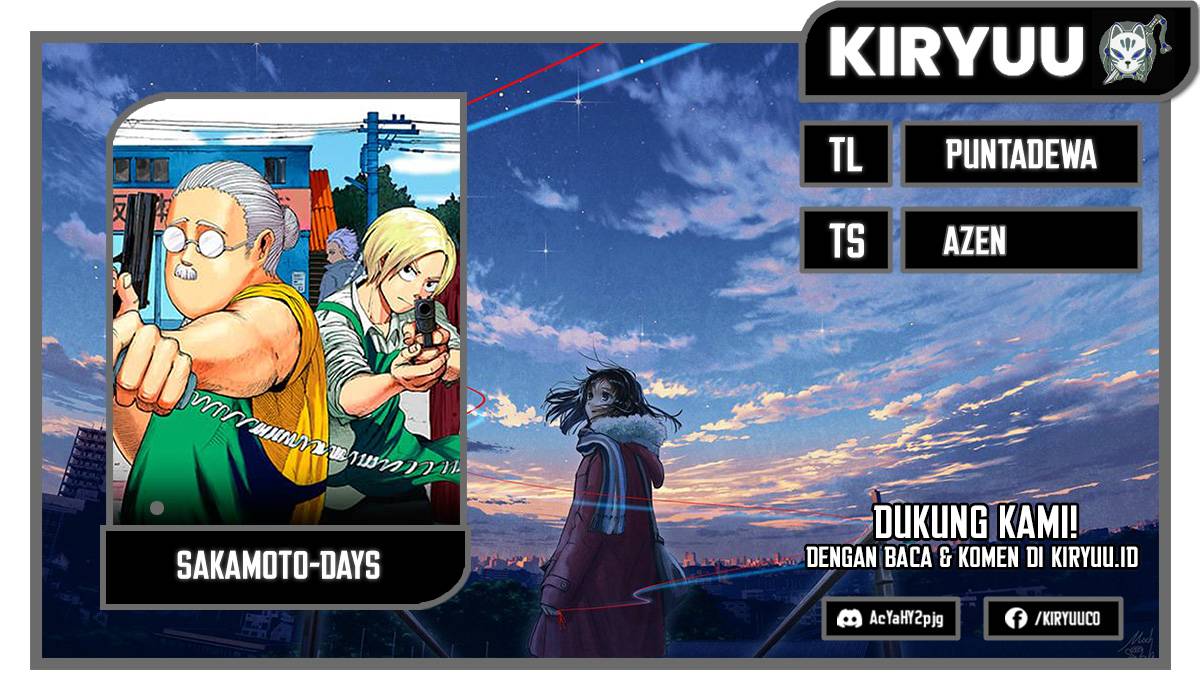 KIRYUU
TL
PUNTADEWA
TS
AZEN
SAKAMOTO-DAYS
DUKUNG KAMI!
DENGAN BACA & KOMEN DI KIRYUU.ID
AcYaHY2pjg
/KIRYUUCO